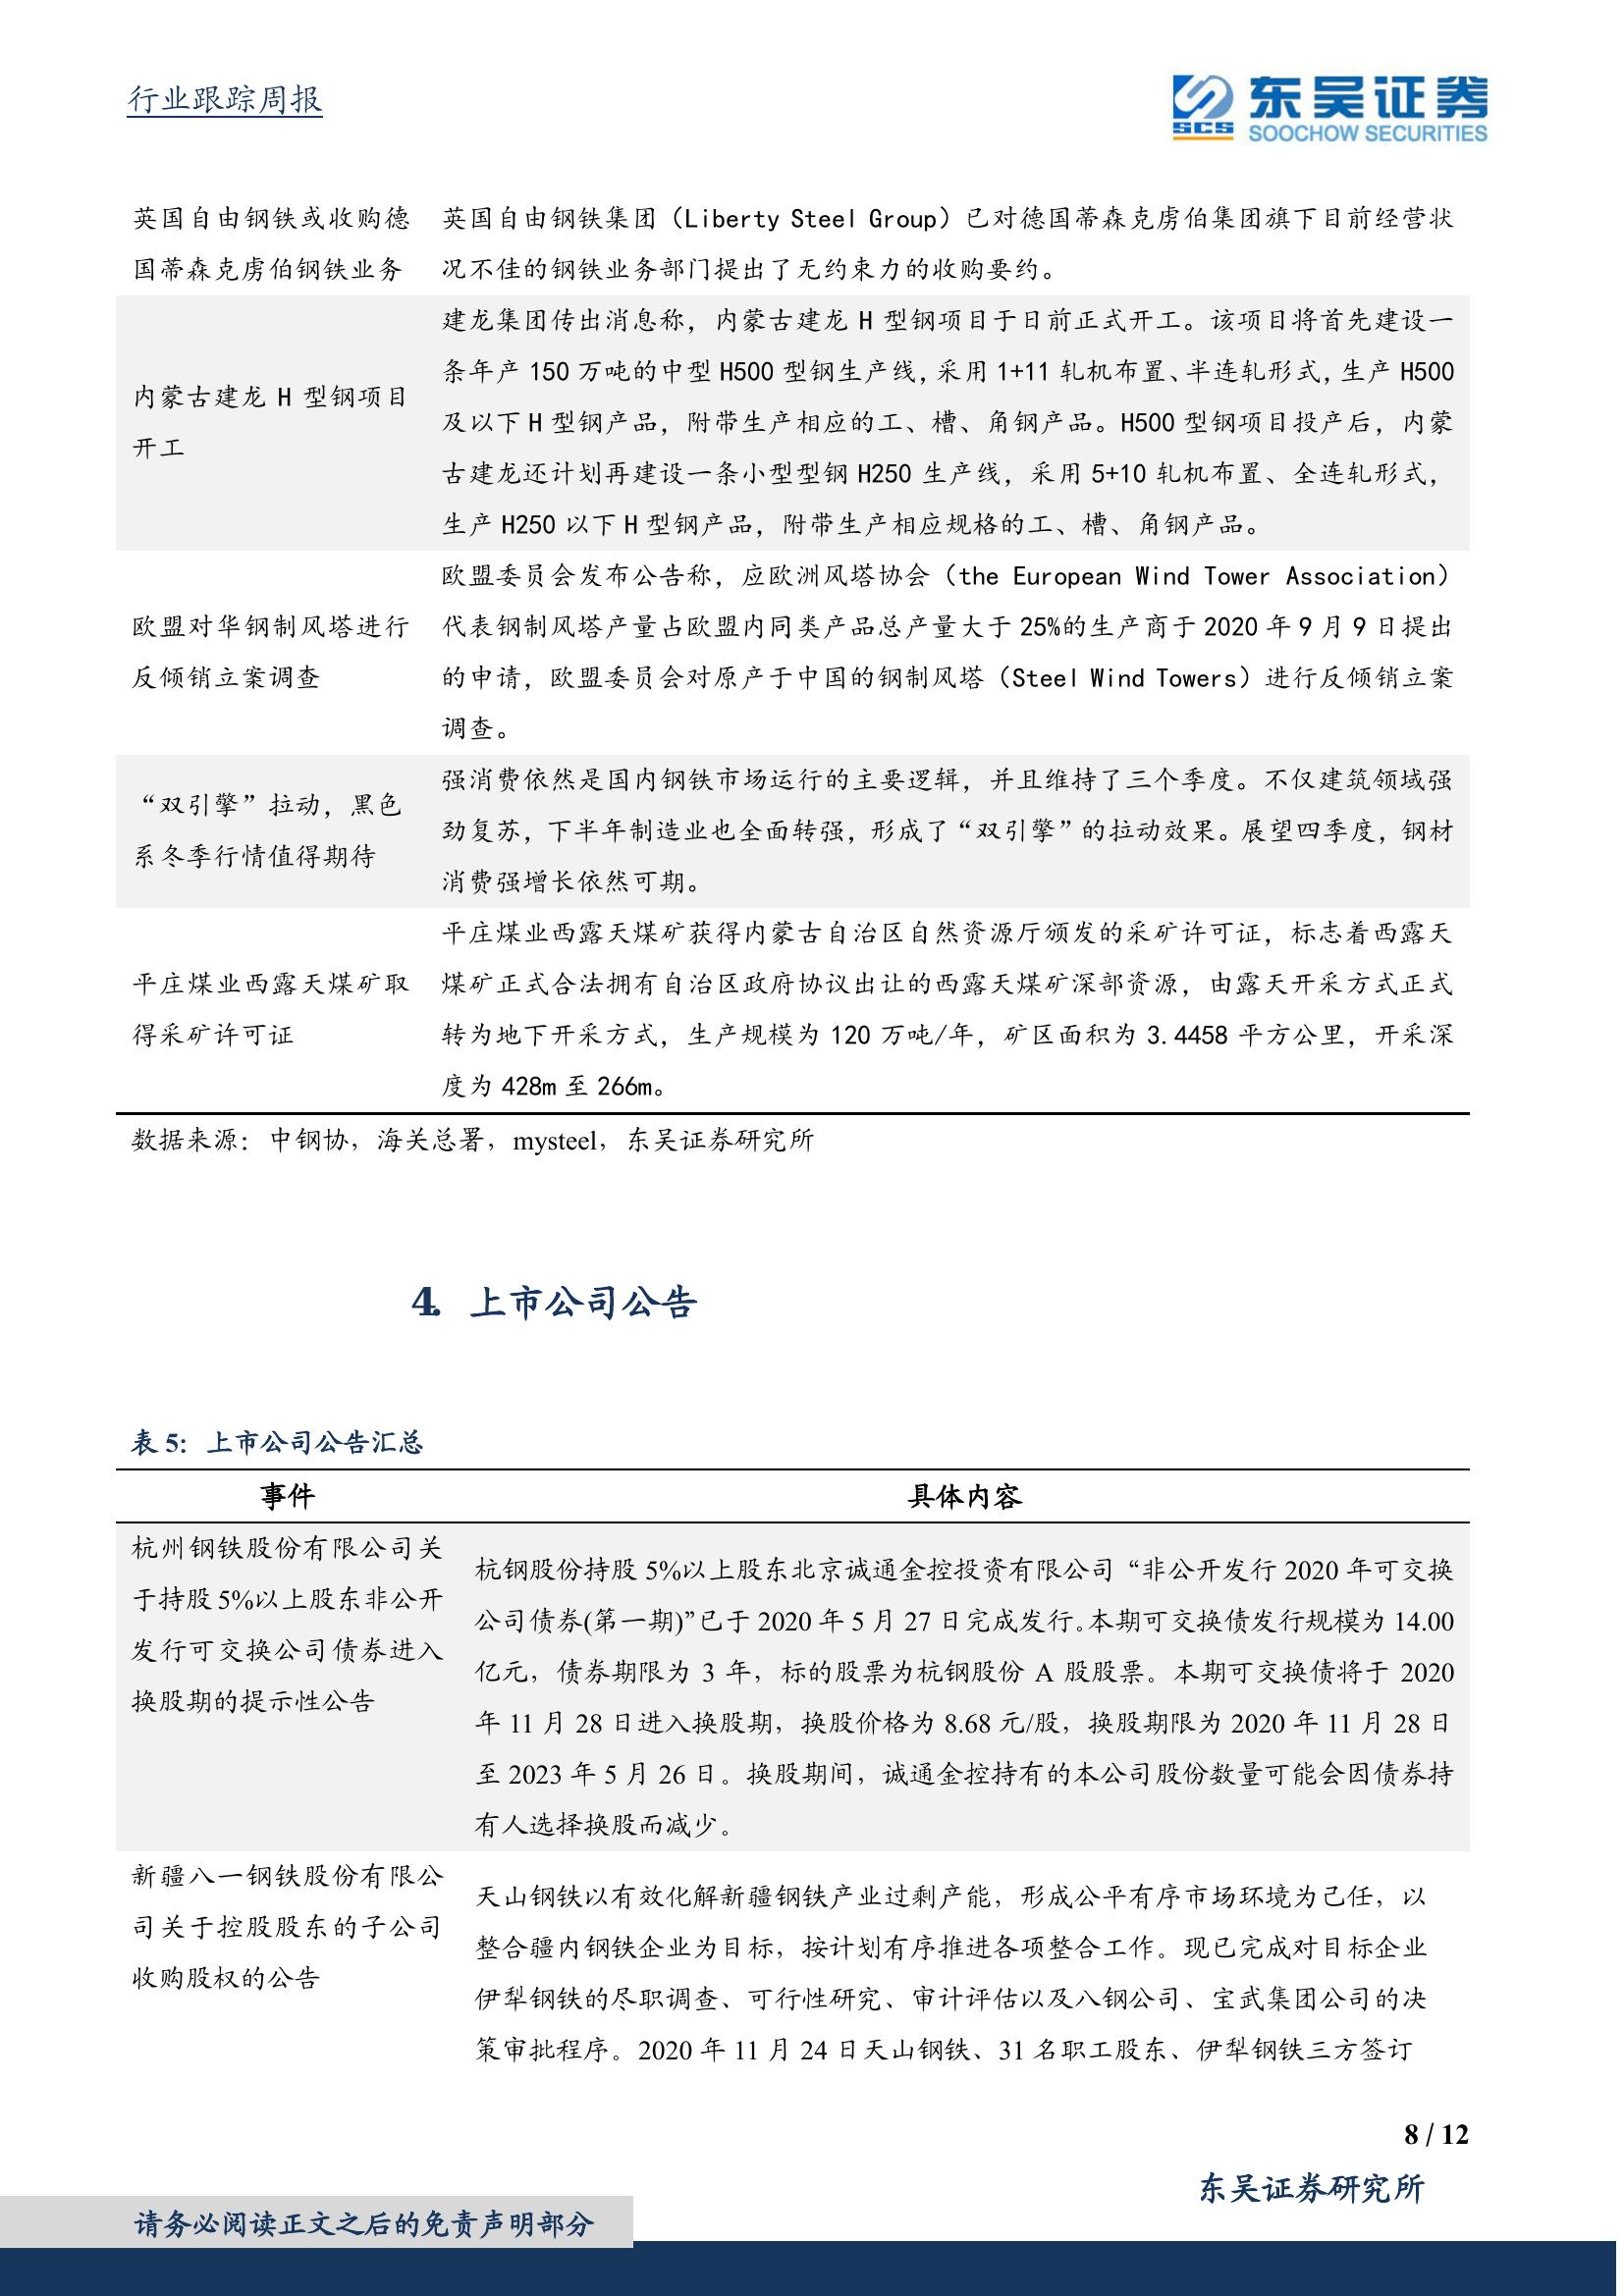 行业跟踪周报
SCS
东吴证券
SOOCHOW SECURITIES
英国自由钢铁或收购德
国蒂森克虏伯钢铁业务
英国自由钢铁集团（Liberty Steel Group）已对德国蒂森克虏伯集团旗下目前经营状
况不佳的钢铁业务部门提出了无约束力的收购要约。
内蒙古建龙 H 型钢项目
开工
建龙集团传出消息称，内蒙古建龙 H 型钢项目于日前正式开工。该项目将首先建设一
条年产 150 万吨的中型 H500 型钢生产线，采用 1+11 轧机布置、半连轧形式，生产 H500
及以下 H 型钢产品，附带生产相应的工、槽、角钢产品。H500 型钢项目投产后，内蒙
古建龙还计划再建设一条小型型钢 H250 生产线，采用 5+10 轧机布置、全连轧形式，
生产 H250 以下 H 型钢产品，附带生产相应规格的工、槽、角钢产品。
欧盟对华钢制风塔进行
反倾销立案调查
欧盟委员会发布公告称，应欧洲风塔协会（the European Wind Tower Association）
代表钢制风塔产量占欧盟内同类产品总产量大于 25%的生产商于 2020 年 9 月 9 日提出
的申请，欧盟委员会对原产于中国的钢制风塔（Steel Wind Towers）进行反倾销立案
调查。
“双引擎”拉动，黑色
系冬季行情值得期待
强消费依然是国内钢铁市场运行的主要逻辑，并且维持了三个季度。不仅建筑领域强
劲复苏，下半年制造业也全面转强，形成了“双引擎”的拉动效果。展望四季度，钢材
消费强增长依然可期。
平庄煤业西露天煤矿取
得采矿许可证
平庄煤业西露天煤矿获得内蒙古自治区自然资源厅颁发的采矿许可证，标志着西露天
煤矿正式合法拥有自治区政府协议出让的西露天煤矿深部资源，由露天开采方式正式
转为地下开采方式，生产规模为 120 万吨/年，矿区面积为 3.4458 平方公里，开采深
度为 428m 至 266m。
数据来源：中钢协，海关总署，mysteel，东吴证券研究所
4. 上市公司公告
表 5：上市公司公告汇总
事件
具体内容
杭州钢铁股份有限公司关
于持股 5%以上股东非公开
发行可交换公司债券进入
换股期的提示性公告
杭钢股份持股 5%以上股东北京诚通金控投资有限公司“非公开发行 2020 年可交换
公司债券(第一期)”已于 2020 年 5 月 27 日完成发行。本期可交换债发行规模为 14.00
亿元，债券期限为 3 年，标的股票为杭钢股份 A 股股票。本期可交换债将于 2020
年 11 月 28 日进入换股期，换股价格为 8.68 元/股，换股期限为 2020 年 11 月 28 日
至 2023 年 5 月 26 日。换股期间，诚通金控持有的本公司股份数量可能会因债券持
有人选择换股而减少。
新疆八一钢铁股份有限公
司关于控股股东的子公司
收购股权的公告
天山钢铁以有效化解新疆钢铁产业过剩产能，形成公平有序市场环境为己任，以
整合疆内钢铁企业为目标，按计划有序推进各项整合工作。现已完成对目标企业
伊犁钢铁的尽职调查、可行性研究、审计评估以及八钢公司、宝武集团公司的决
策审批程序。2020 年 11 月 24 日天山钢铁、31 名职工股东、伊犁钢铁三方签订
8 / 12
东吴证券研究所
请务必阅读正文之后的免责声明部分